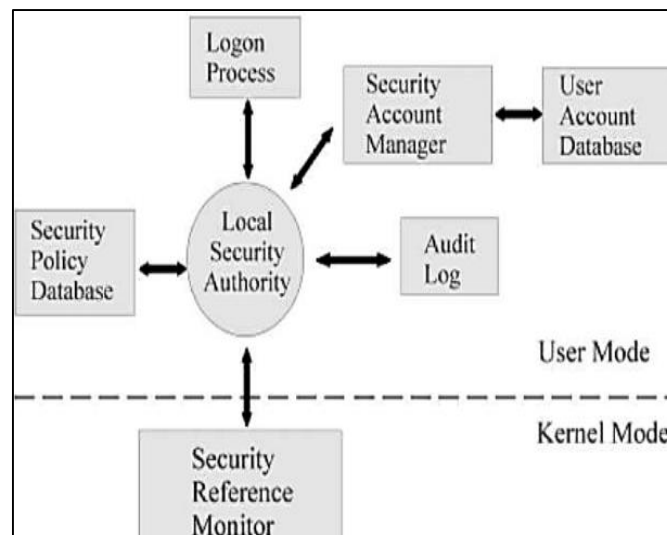 Logon
Process
Security
Account
Manager
User
Account
Database
Security
Policy
Database
Local
Security
Authority
Audit
Log
User Mode
Kernel Mode
Security
Reference
Monitor